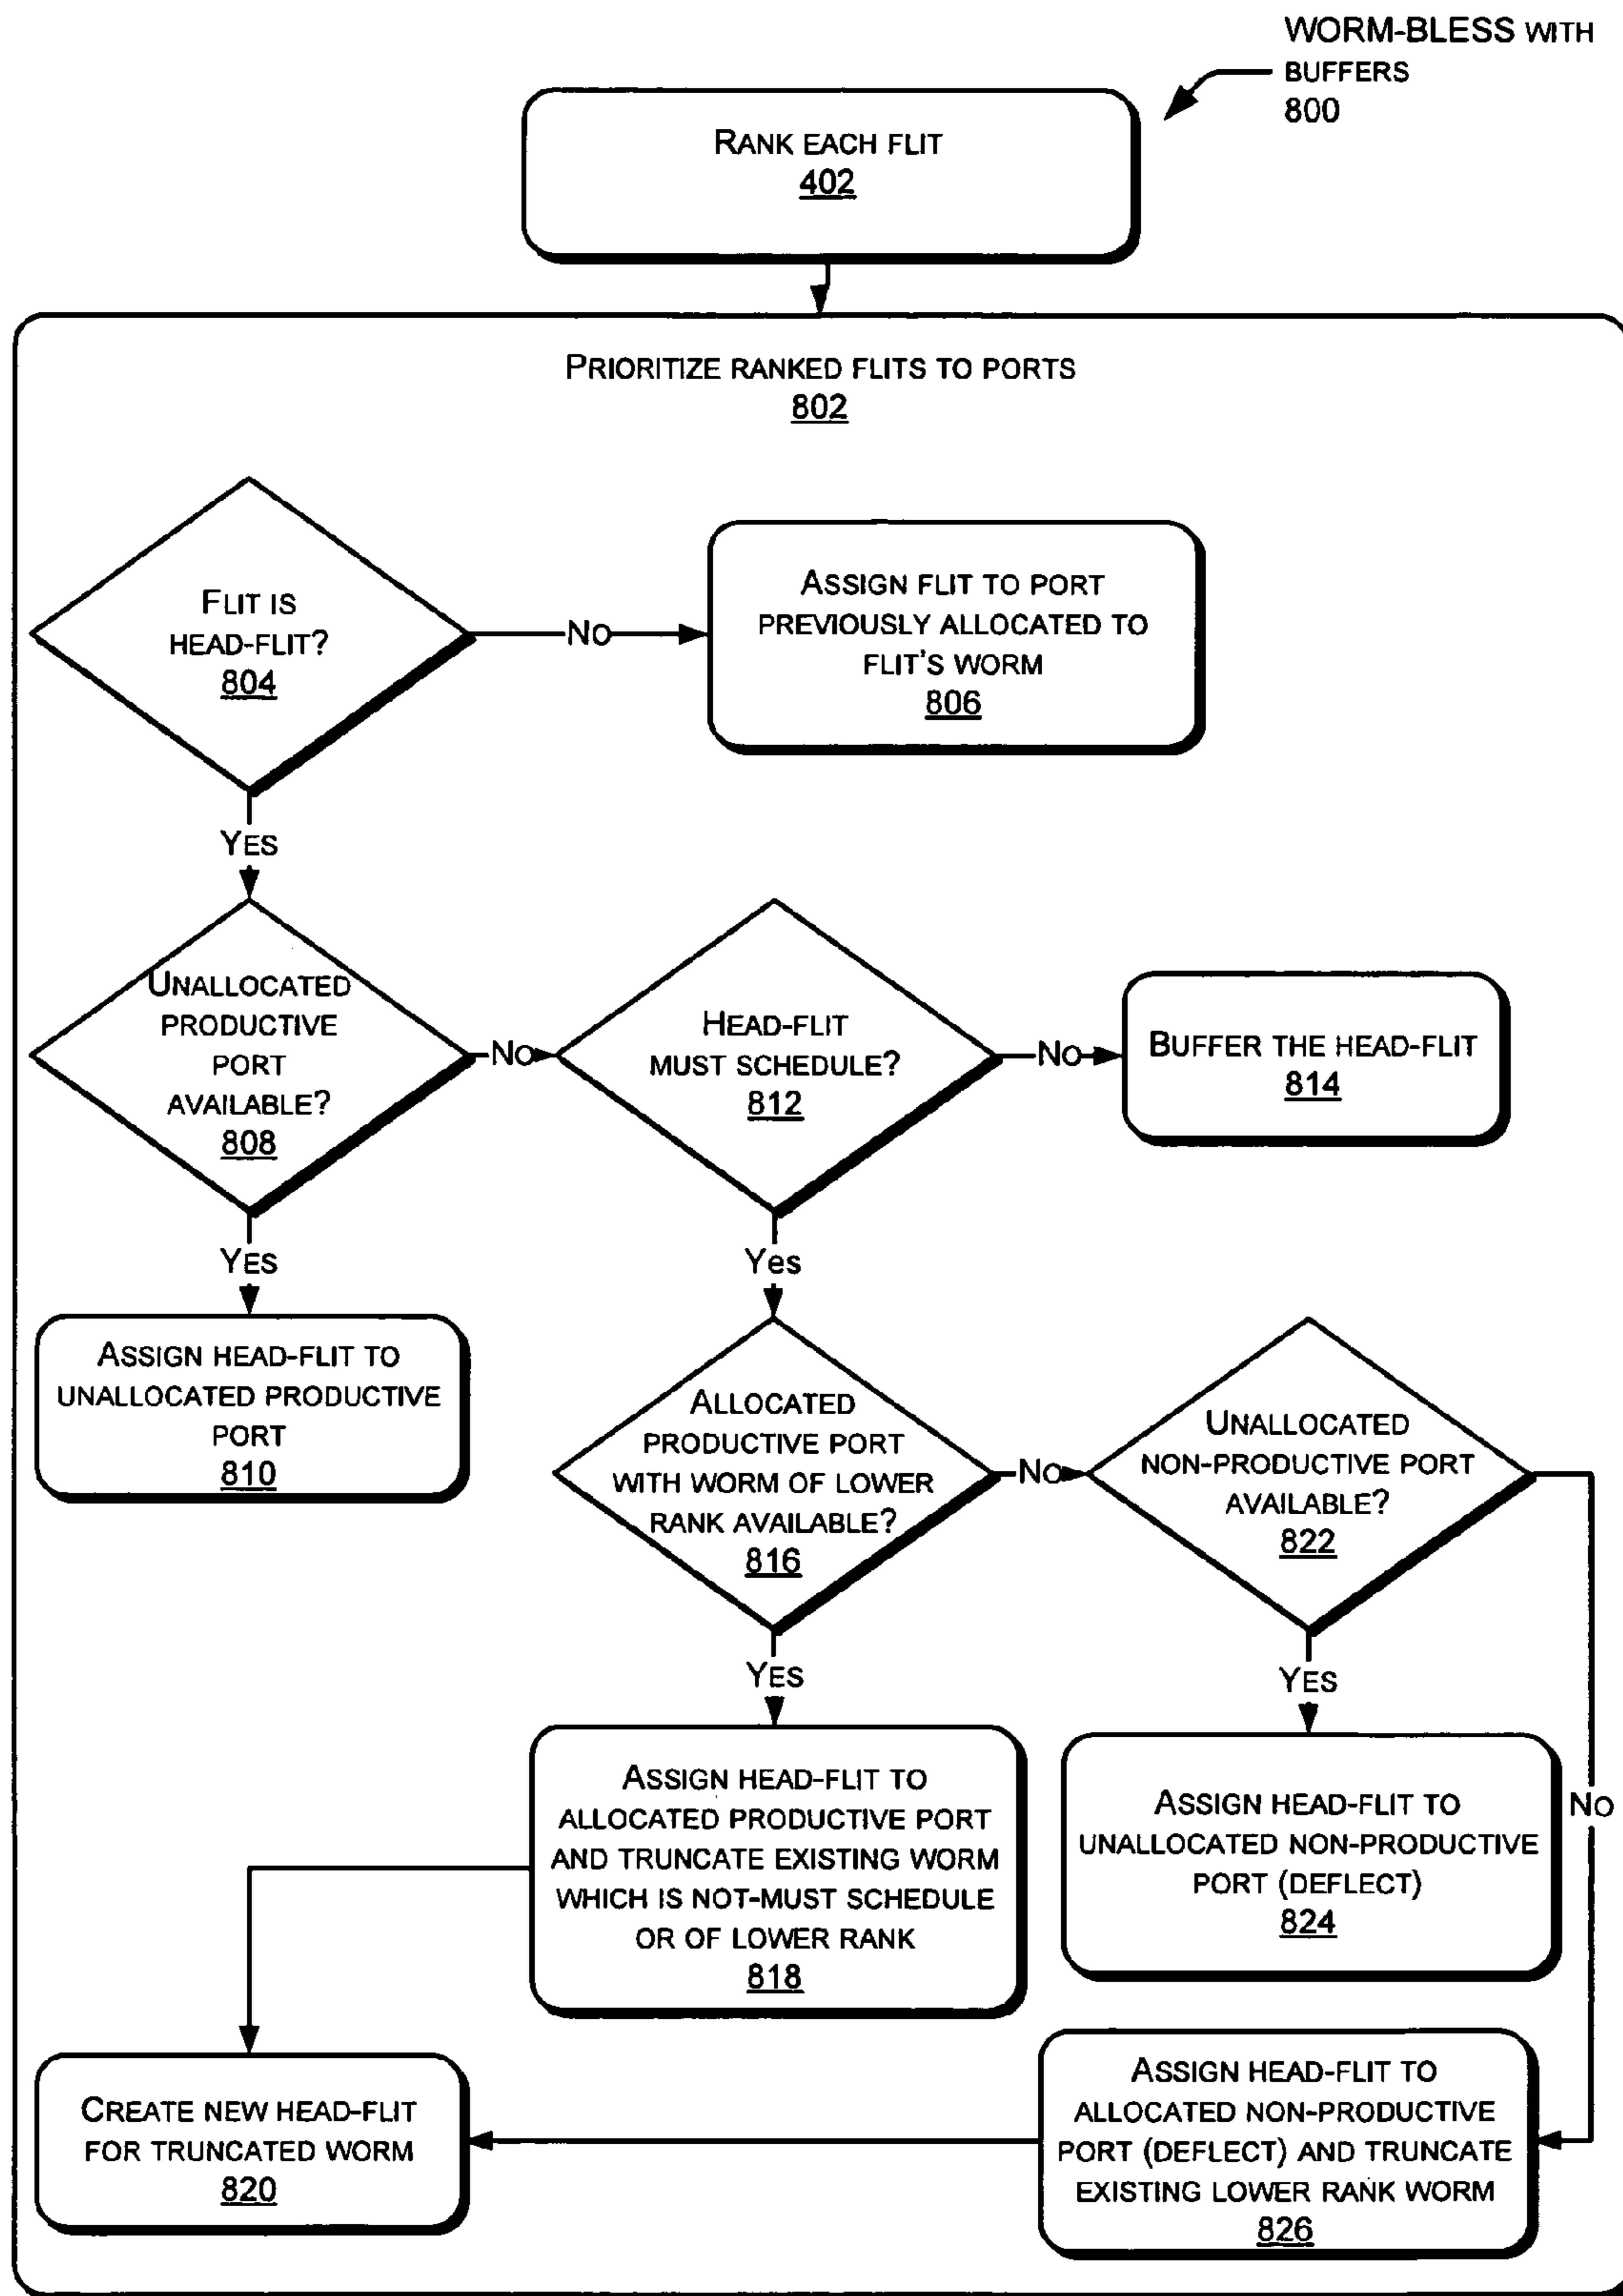 WORM-BLESS WITH
BUFFERS
800
RANK EACH FLIT
402
PRIORITIZE RANKED FLITS TO PORTS
802
FLIT IS
HEAD-FLIT?
804
NO
ASSIGN FLIT TO PORT
PREVIOUSLY ALLOCATED TO
FLIT'S WORM
806
YES
UNALLOCATED
PRODUCTIVE
PORT
AVAILABLE?
808
NO
HEAD-FLIT
MUST SCHEDULE?
812
NO
BUFFER THE HEAD-FLIT
814
YES
Yes
ASSIGN HEAD-FLIT TO
UNALLOCATED PRODUCTIVE
PORT
810
ALLOCATED
PRODUCTIVE PORT
WITH WORM OF LOWER
RANK AVAILABLE?
816
NO
UNALLOCATED
NON-PRODUCTIVE PORT
AVAILABLE?
822
YES
YES
NO
ASSIGN HEAD-FLIT TO
ALLOCATED PRODUCTIVE PORT
AND TRUNCATE EXISTING WORM
WHICH IS NOT-MUST SCHEDULE
OR OF LOWER RANK
818
ASSIGN HEAD-FLIT TO
UNALLOCATED NON-PRODUCTIVE
PORT (DEFLECT)
824
CREATE NEW HEAD-FLIT
FOR TRUNCATED WORM
820
ASSIGN HEAD-FLIT TO
ALLOCATED NON-PRODUCTIVE
PORT (DEFLECT) AND TRUNCATE
EXISTING LOWER RANK WORM
826